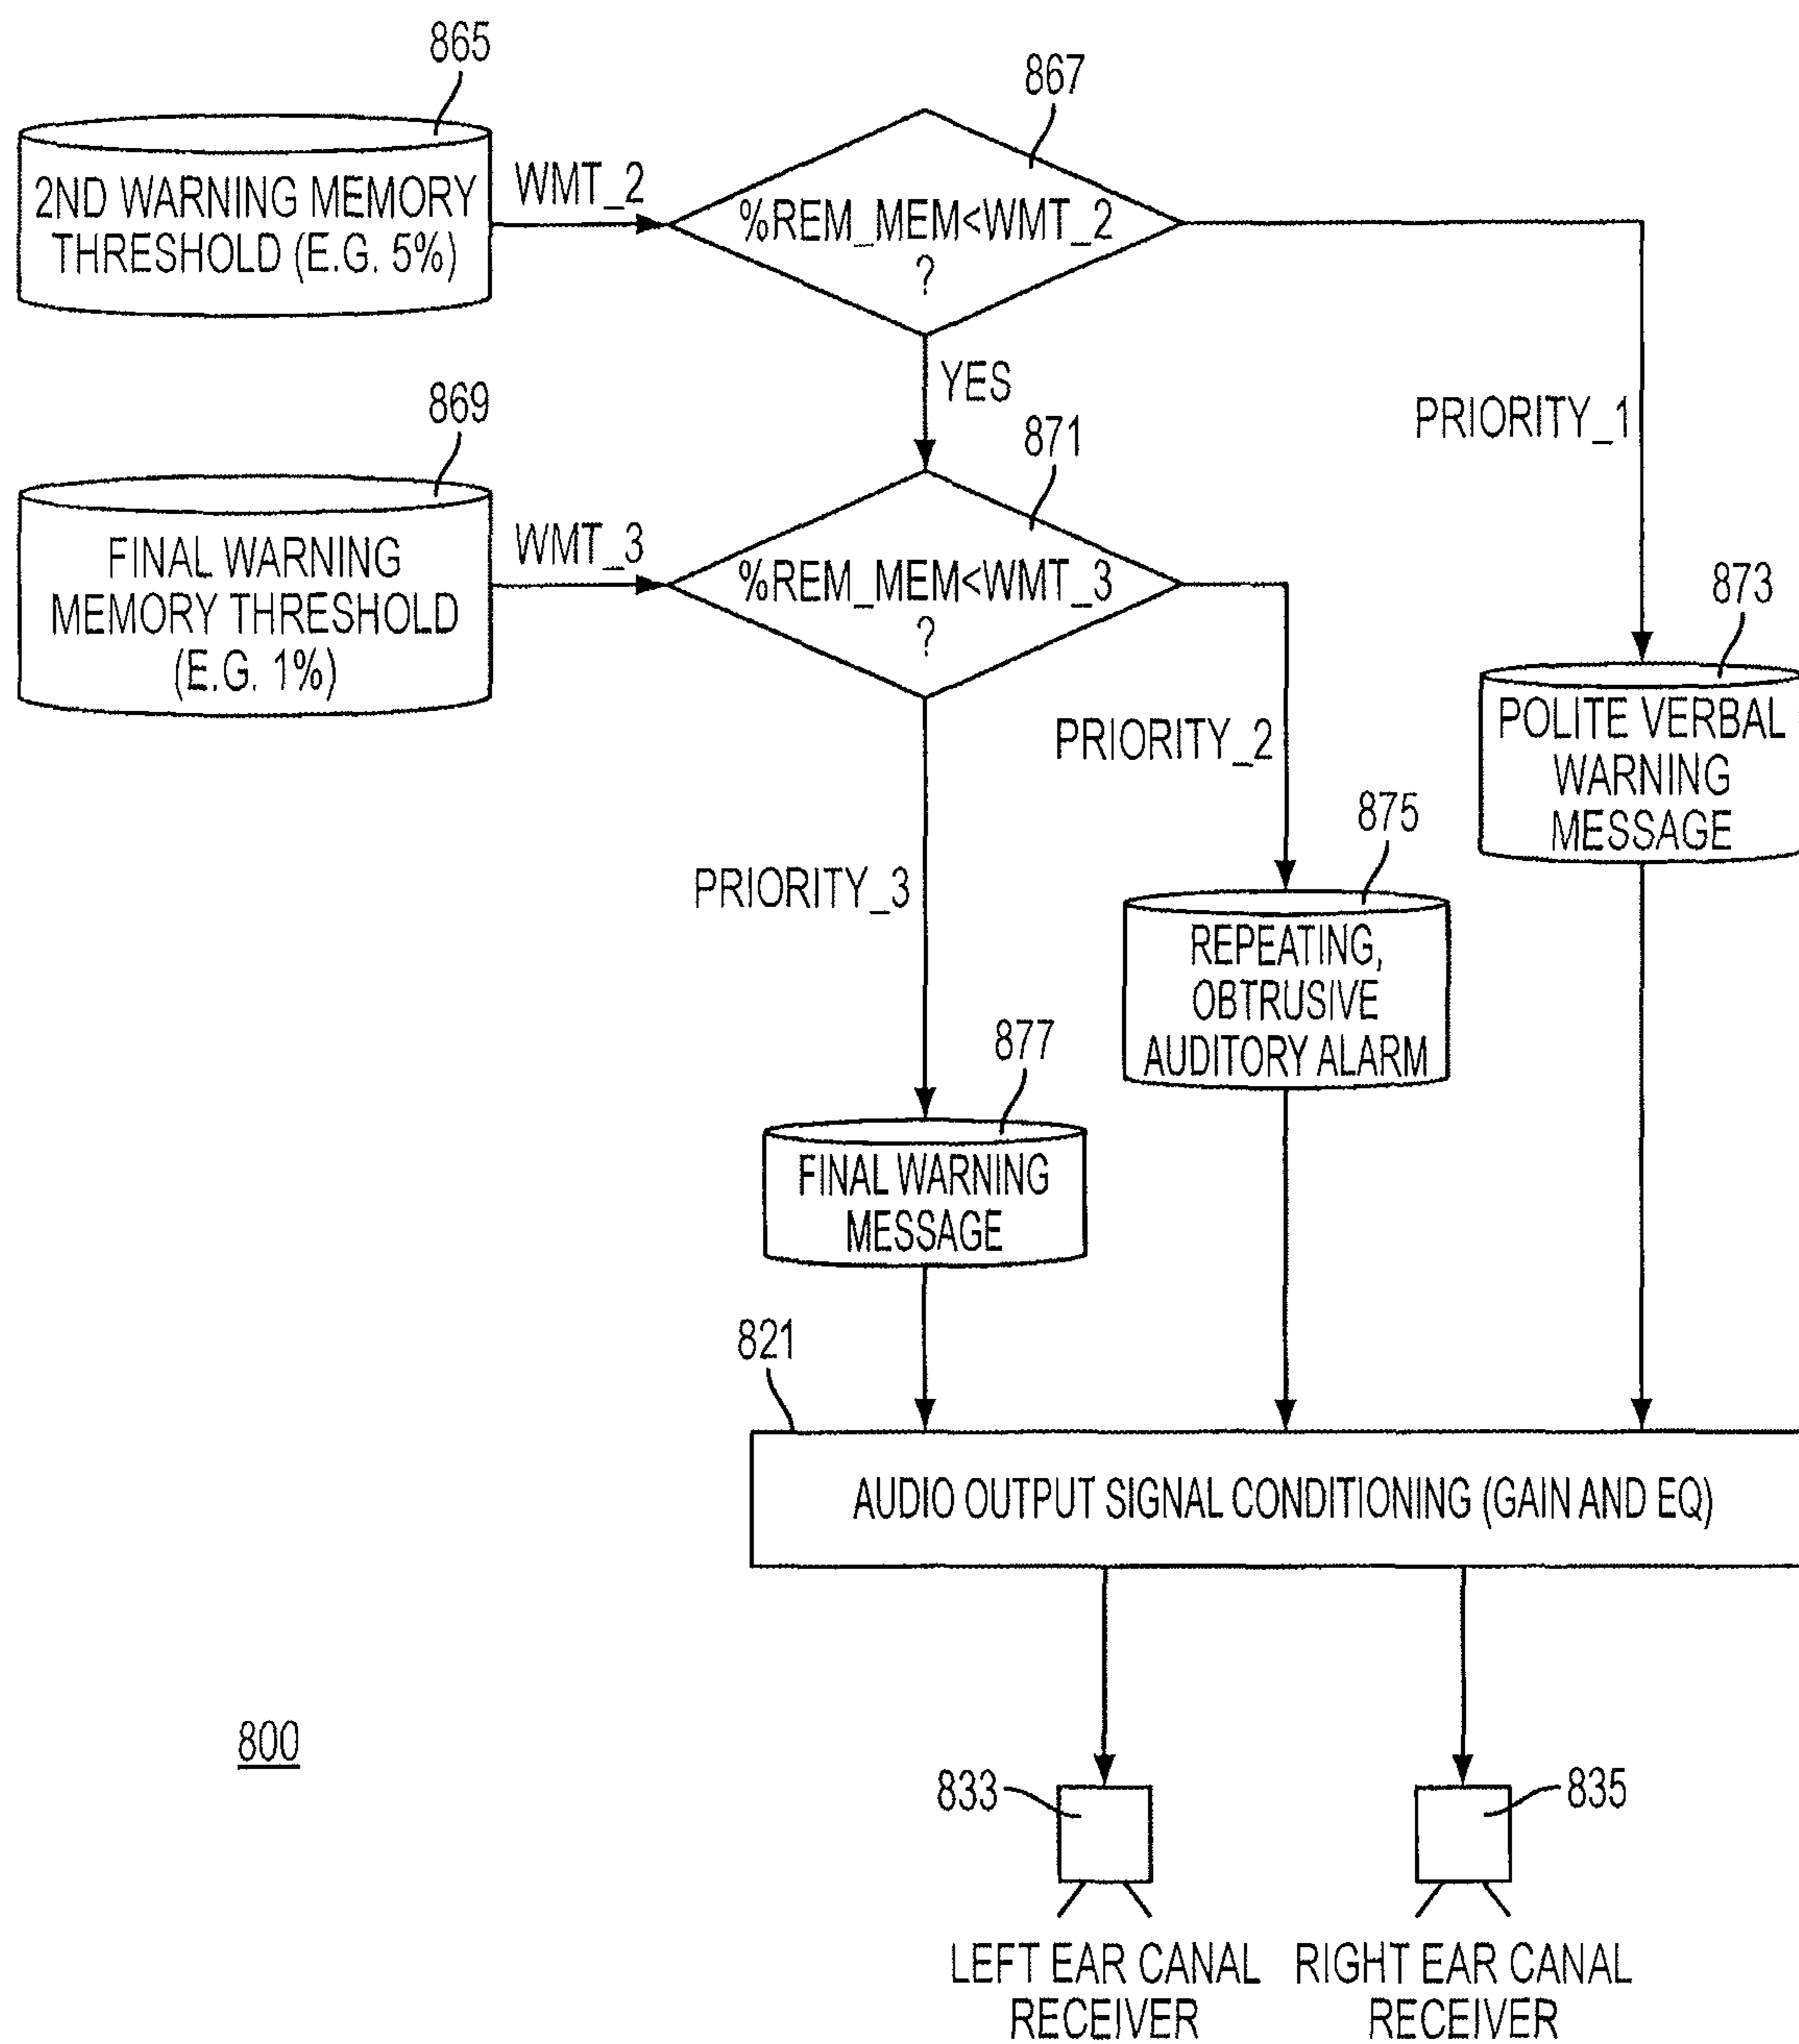 865
2ND WARNING MEMORY
THRESHOLD (E.G. 5%)
WMT_2
867
%REM_MEM<WMT_2
?
YES
PRIORITY_1
869
FINAL WARNING
MEMORY THRESHOLD
(E.G. 1%)
WMT_3
871
%REM_MEM<WMT_3
?
PRIORITY_2
PRIORITY_3
873
POLITE VERBAL
WARNING
MESSAGE
875
REPEATING,
OBTRUSIVE
AUDITORY ALARM
877
FINAL WARNING
MESSAGE
821
AUDIO OUTPUT SIGNAL CONDITIONING (GAIN AND EQ)
800
833
835
LEFT EAR CANAL
RECEIVER
RIGHT EAR CANAL
RECEIVER